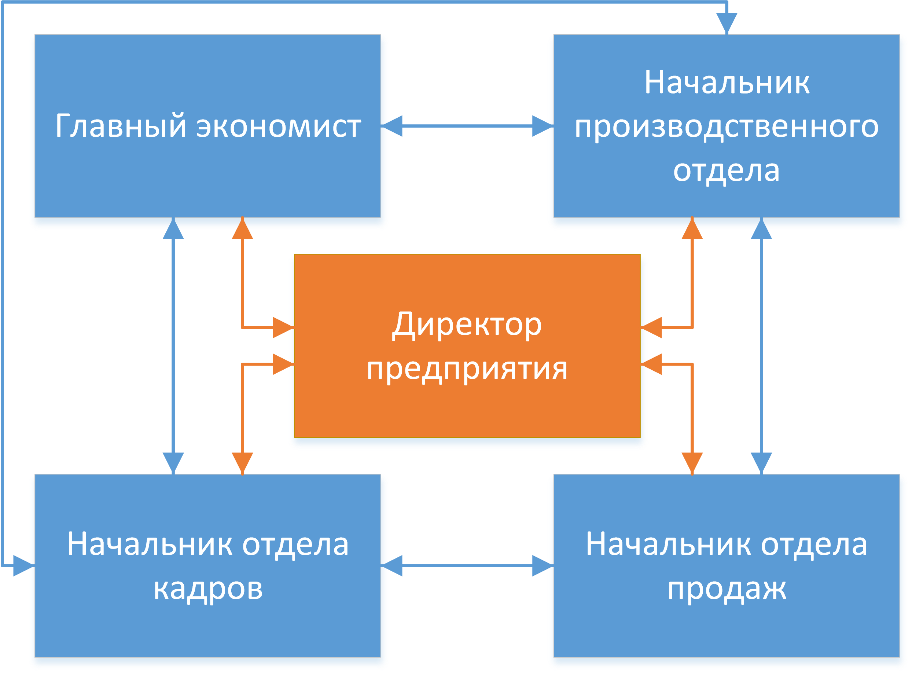 Главный экономист
Начальник
производственного
отдела
Директор
предприятия
Начальник отдела
кадров
Начальник отдела
продаж